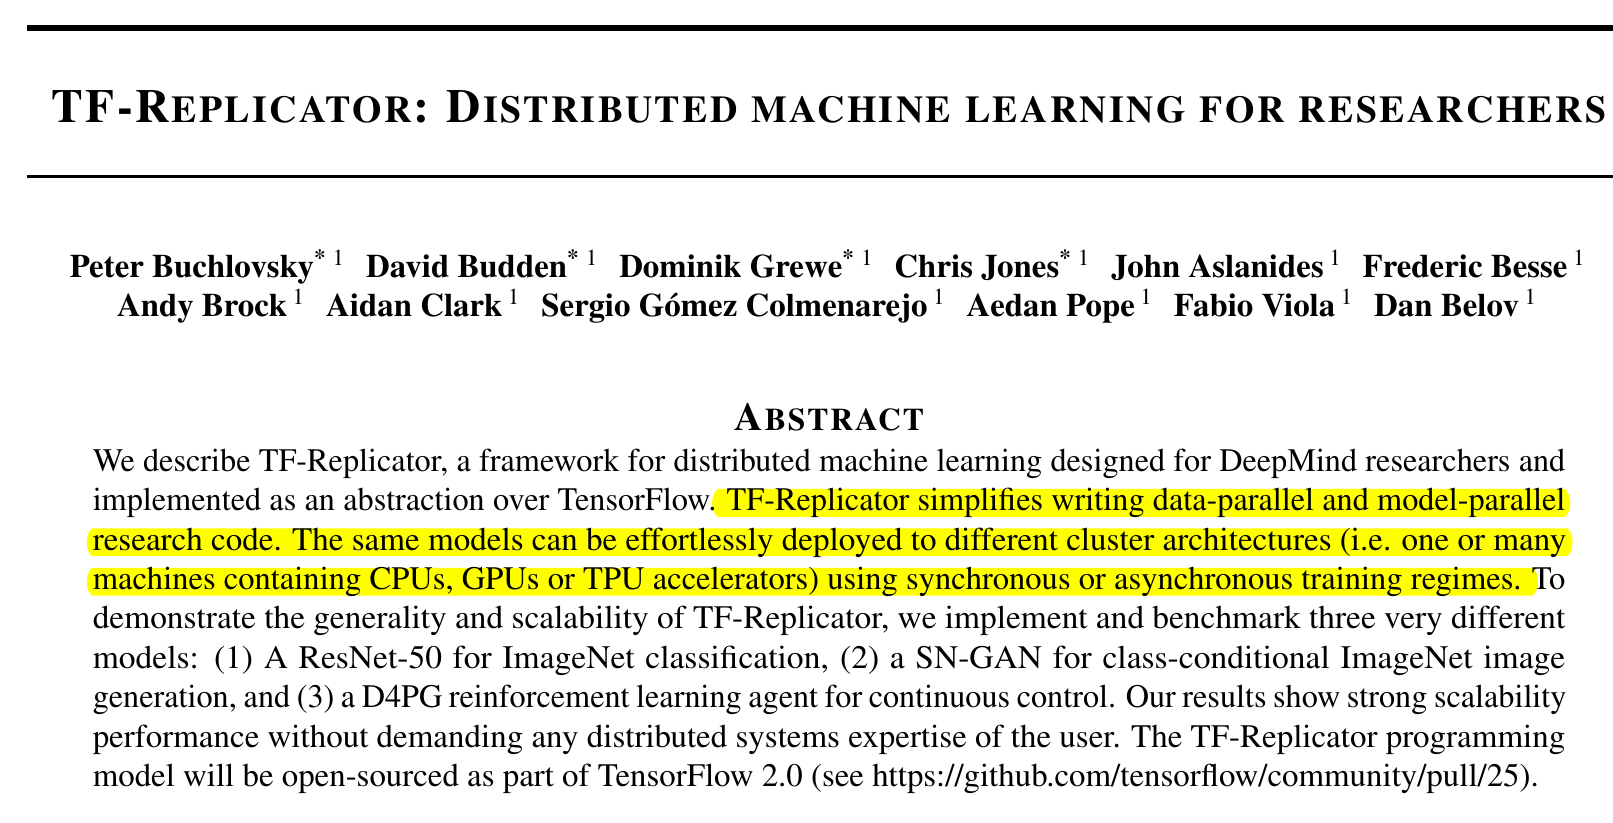 TF-REPLICATOR: DISTRIBUTED MACHINE LEARNING FOR RESEARCHERS
Peter Buchlovsky* 1 David Budden* 1 Dominik Grewe* 1 Chris Jones* 1 John Aslanides 1 Frederic Besse 1
Andy Brock 1 Aidan Clark 1 Sergio Gómez Colmenarejo 1 Aedan Pope 1 Fabio Viola 1 Dan Belov 1
ABSTRACT
We describe TF-Replicator, a framework for distributed machine learning designed for DeepMind researchers and
implemented as an abstraction over TensorFlow. TF-Replicator simplifies writing data-parallel and model-parallel
research code. The same models can be effortlessly deployed to different cluster architectures (i.e. one or many
machines containing CPUs, GPUs or TPU accelerators) using synchronous or asynchronous training regimes. To
demonstrate the generality and scalability of TF-Replicator, we implement and benchmark three very different
models: (1) A ResNet-50 for ImageNet classification, (2) a SN-GAN for class-conditional ImageNet image
generation, and (3) a D4PG reinforcement learning agent for continuous control. Our results show strong scalability
performance without demanding any distributed systems expertise of the user. The TF-Replicator programming
model will be open-sourced as part of TensorFlow 2.0 (see https://github.com/tensorflow/community/pull/25).